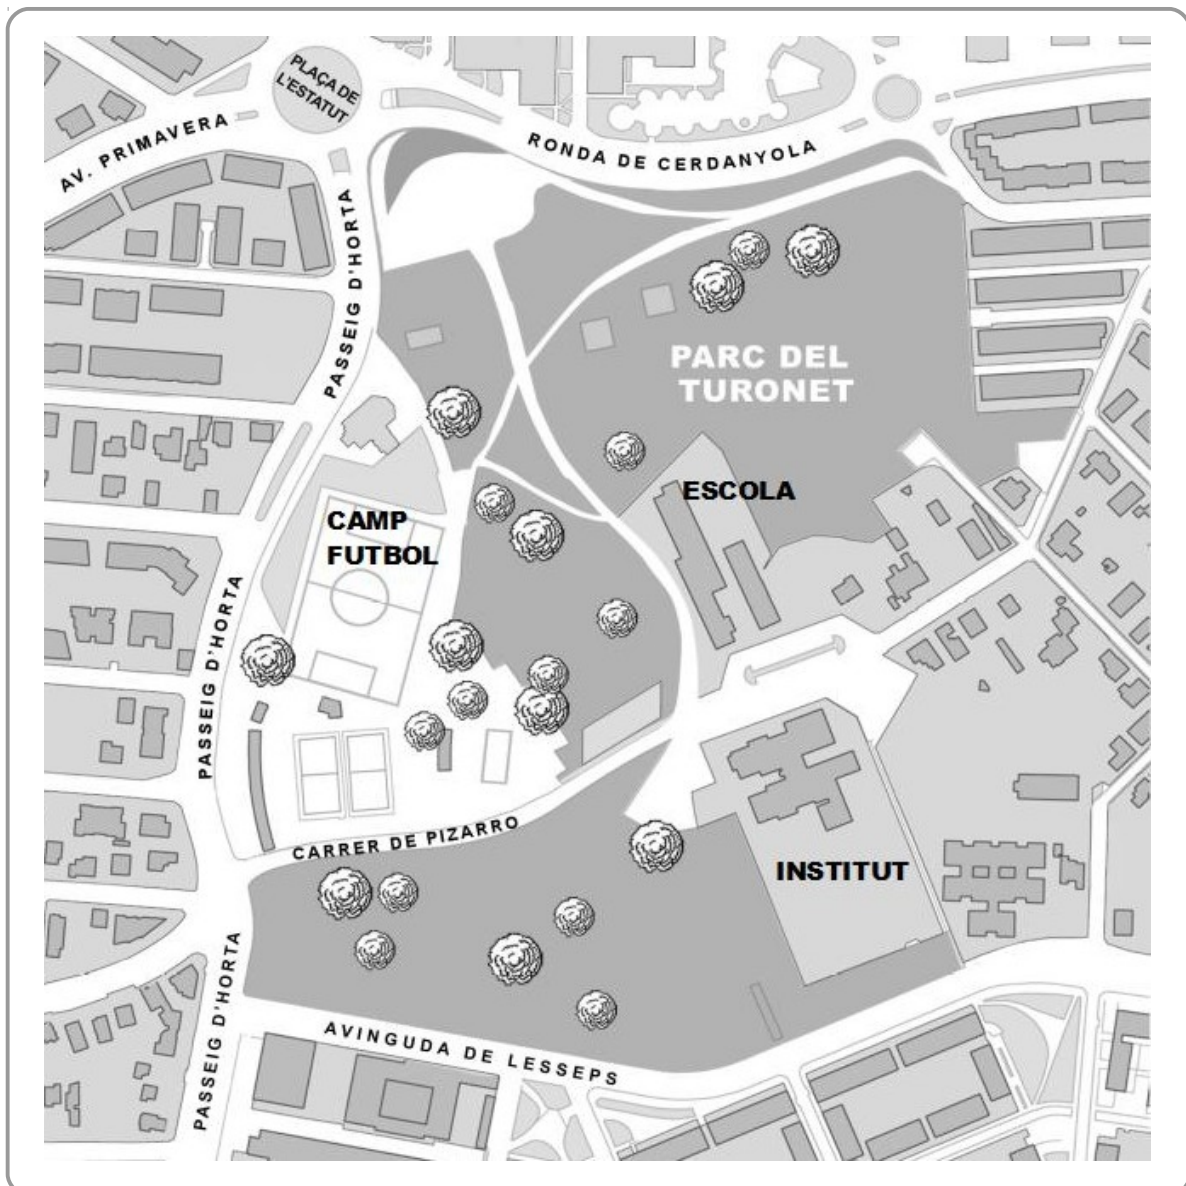 PLAÇA DE
L'ESTATUT
AV. PRIMAVERA
RONDA DE CERDANYOLA
PASSEIG D'HORTA
PARC DEL
TURONET
ESCOLA
CAMP
FUTBOL
PASSEIG D'HORTA
CARRER DE PIZARRO
INSTITUT
PASSEIG D'HORTA
AVINGUDA DE LESSEPS